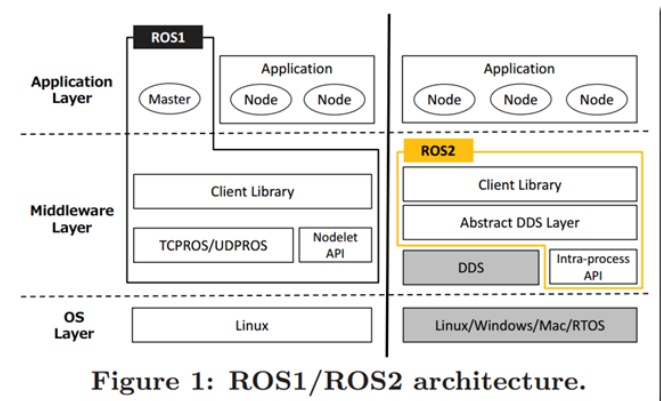 ROS1
Application
Layer
Master
Application
Node
Node
Application
Node
Node
Node
Middleware
Layer
Client Library
TCPROS/UDPROS
Nodelet
API
ROS2
Client Library
Abstract DDS Layer
DDS
Intra-process
API
OS
Layer
Linux
Linux/Windows/Mac/RTOS
Figure 1: ROS1/ROS2 architecture.